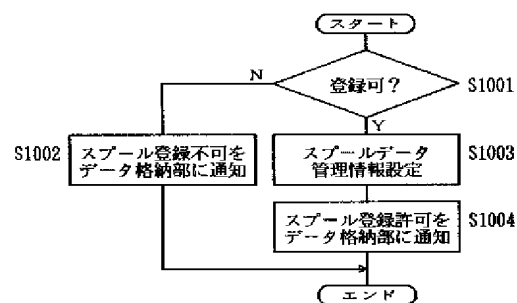 スタート
N
登録可?
S1001
Y
S1002
スプール登録不可を
データ格納部に通知
スプールデータ
管理情報設定
S1003
スプール登録許可を
データ格納部に通知
S1004
エンド